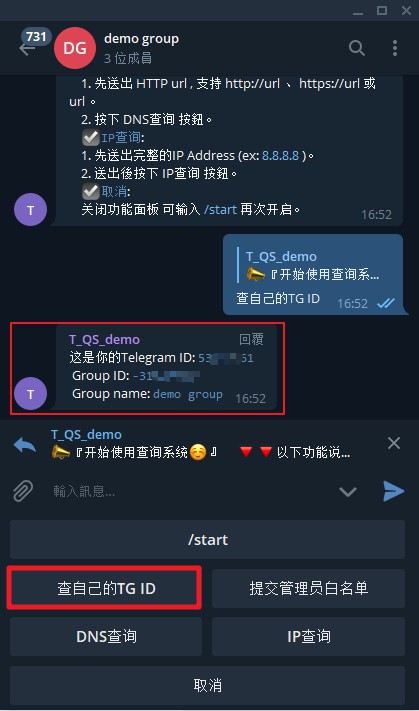 731
DG
demo group
3 位成員
1. 先送出 HTTP url , 支持 http://url 、 https://url 或
url 。
2. 按下 DNS查询 按鈕。
IP查询:
1. 先送出完整的IP Address (ex: 8.8.8.8 )。
2. 送出後按下 IP查询 按鈕。
取消:
关闭功能面板 可输入 /start 再次开启。
16:52
T
T_QS_demo
『开始使用查询系...
查自己的TG ID
16:52
T_QS_demo
回覆
这是你的Telegram ID: 53 61
Group ID: -31
Group name: demo group
16:52
T
T_QS_demo
『开始使用查询系统 』 以下功能说...
輸入訊息...
/start
查自己的TG ID
提交管理员白名单
DNS查询
IP查询
取消